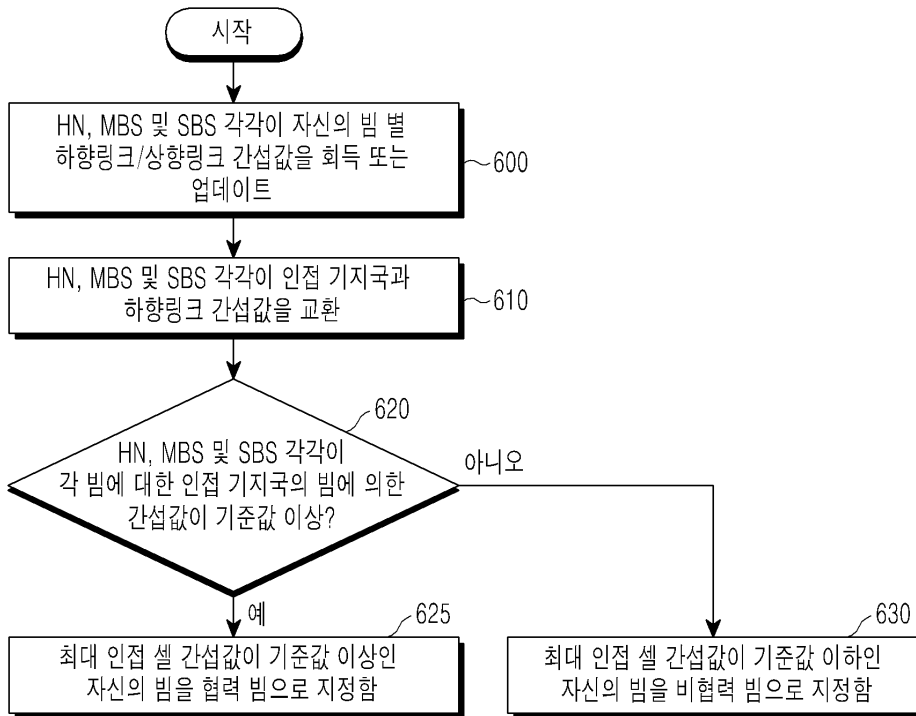 시작
HN, MBS 및 SBS 각각이 자신의 빔 별
하향링크/상향링크 간섭값을 회득 또는
업데이트
600
HN, MBS 및 SBS 각각이 인접 기지국과
하향링크 간섭값을 교환
610
620
HN, MBS 및 SBS 각각이
각 빔에 대한 인접 기지국의 빔에 의한
간섭값이 기준값 이상?
아니오
예
625
최대 인접 셀 간섭값이 기준값 이상인
자신의 빔을 협력 빔으로 지정함
630
최대 인접 셀 간섭값이 기준값 이하인
자신의 빔을 비협력 빔으로 지정함